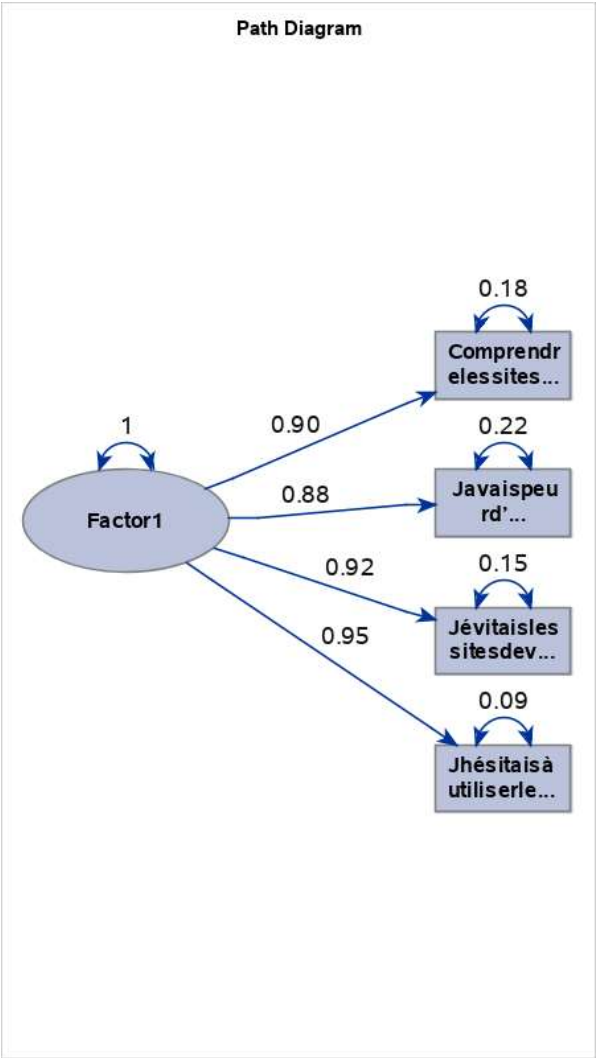 Path Diagram
0.18
Comprendr
elessites...
0.90
1
0.22
Factor1
0.88
Javaispeu
rd’...
0.92
0.15
Jévitaisles
sitesdev...
0.95
0.09
Jhésitaisà
utiliserle...